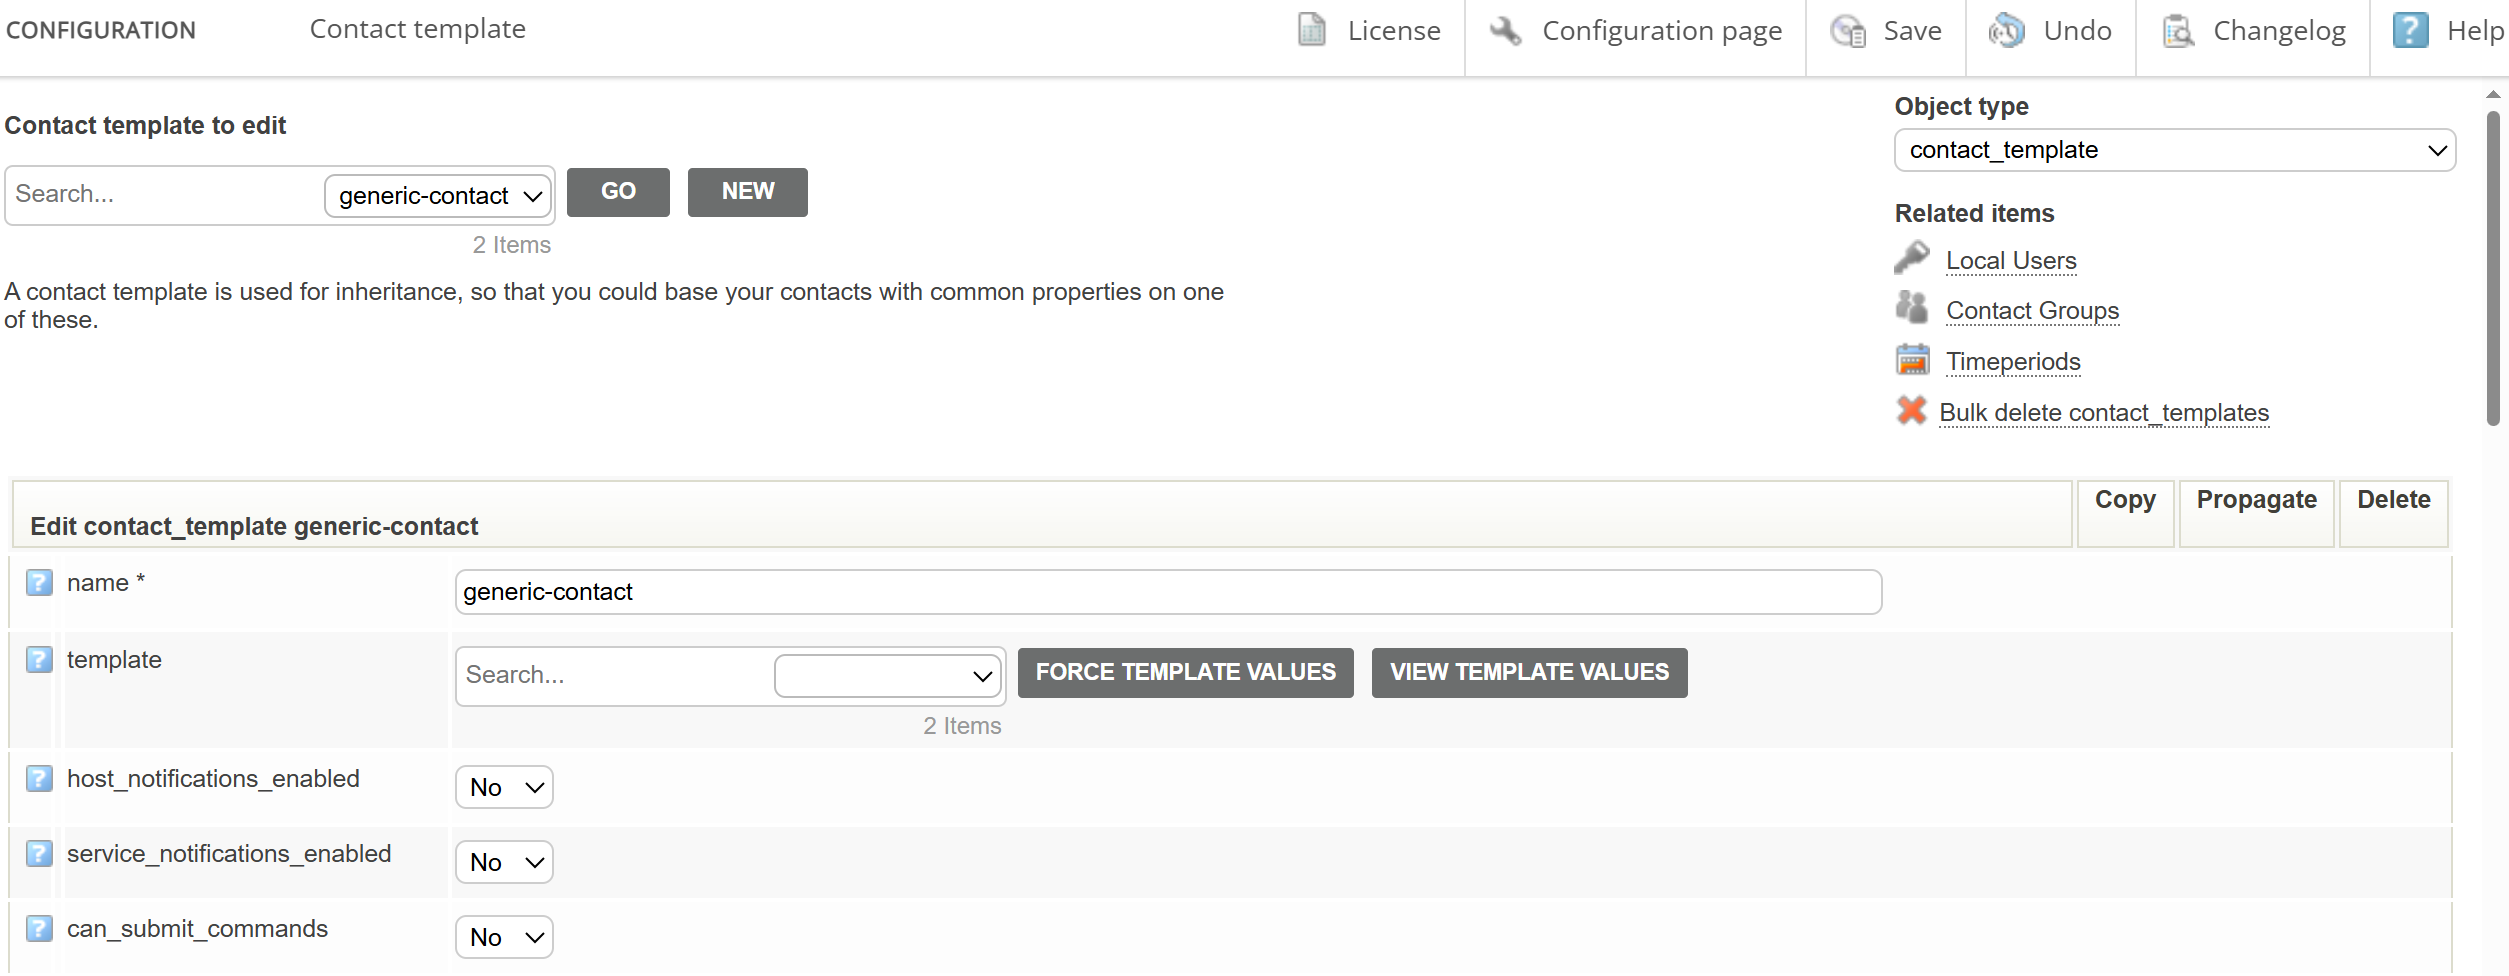 CONFIGURATION
Contact template
License
Configuration page
Save
Undo
Changelog
Help
Contact template to edit
Search...
generic-contact
GO
NEW
2 Items
A contact template is used for inheritance, so that you could base your contacts with common properties on one
of these.
Object type
contact_template
Related items
Local Users
Contact Groups
Timeperiods
Bulk delete contact_templates
Edit contact_template generic-contact
Copy
Propagate
Delete
name *
generic-contact
template
Search...
FORCE TEMPLATE VALUES
VIEW TEMPLATE VALUES
2 Items
host_notifications_enabled
No
service_notifications_enabled
No
can_submit_commands
No